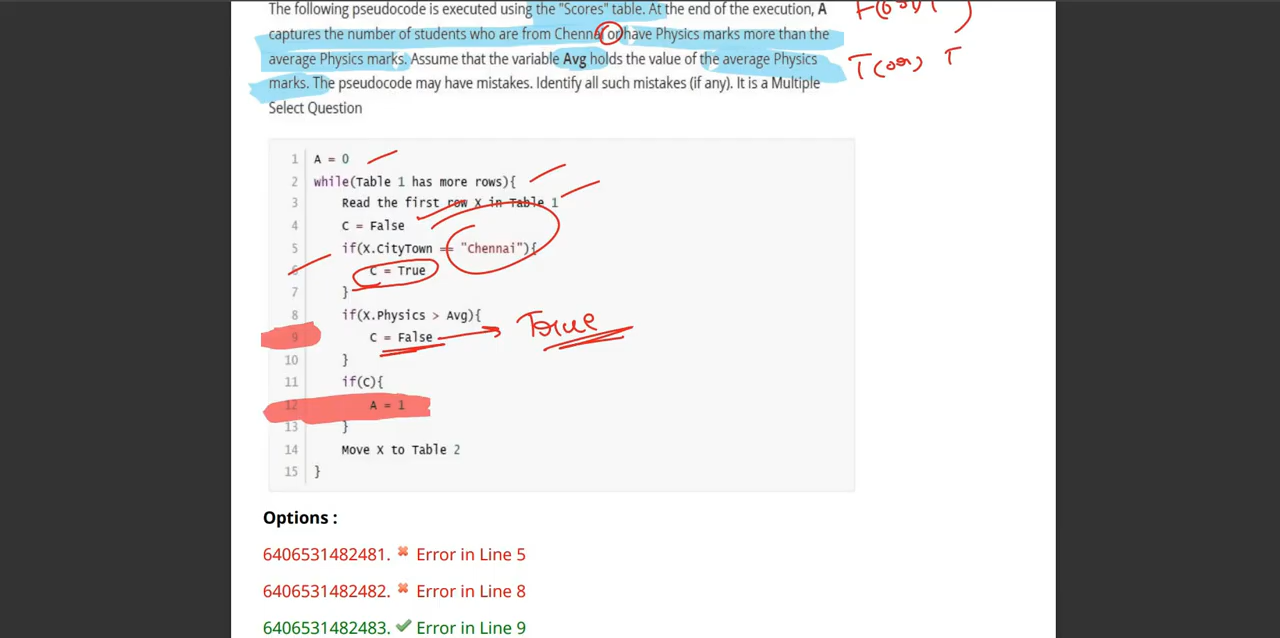 The following pseudocode is executed using the "Scores" table. At the end of the execution, A
captures the number of students who are from Chennai or have Physics marks more than the
average Physics marks. Assume that the variable Avg holds the value of the average Physics
T(or) T
marks. The pseudocode may have mistakes. Identify all such mistakes (if any). It is a Multiple
Select Question
1 A = 0
2 while(Table 1 has more rows){
3 Read the first row X in Table 1
4 C = False
5 if(X.CityTown == "Chennai"){
6 C = True
7 }
8 if(X.Physics > Avg){
9 C = False True
10 }
11 if(C){
12 A = 1
13 }
14 Move X to Table 2
15 }
Options :
6406531482481. ✖ Error in Line 5
6406531482482. ✖ Error in Line 8
6406531482483. ✔ Error in Line 9